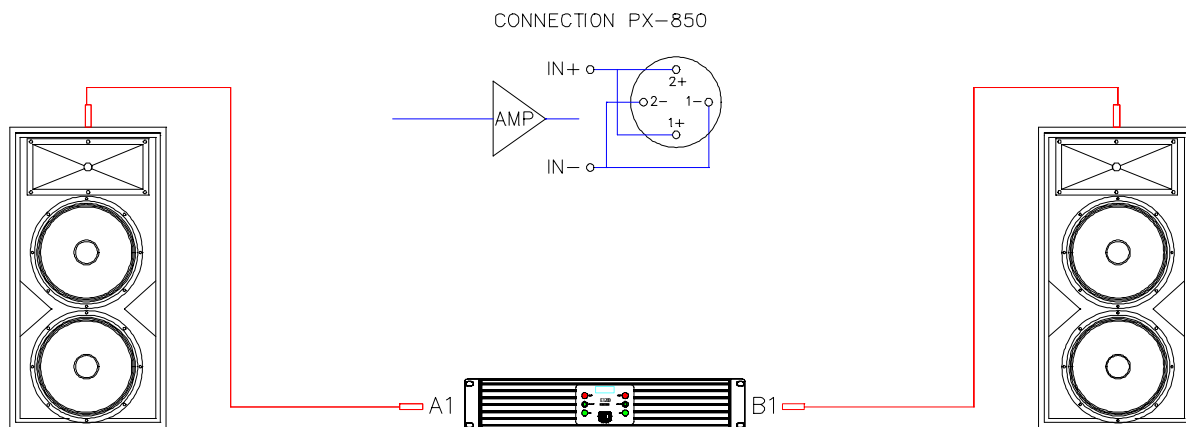 CONNECTION PX-850
IN+
2+
AMP
2-
1-
1+
IN-
A1
B1